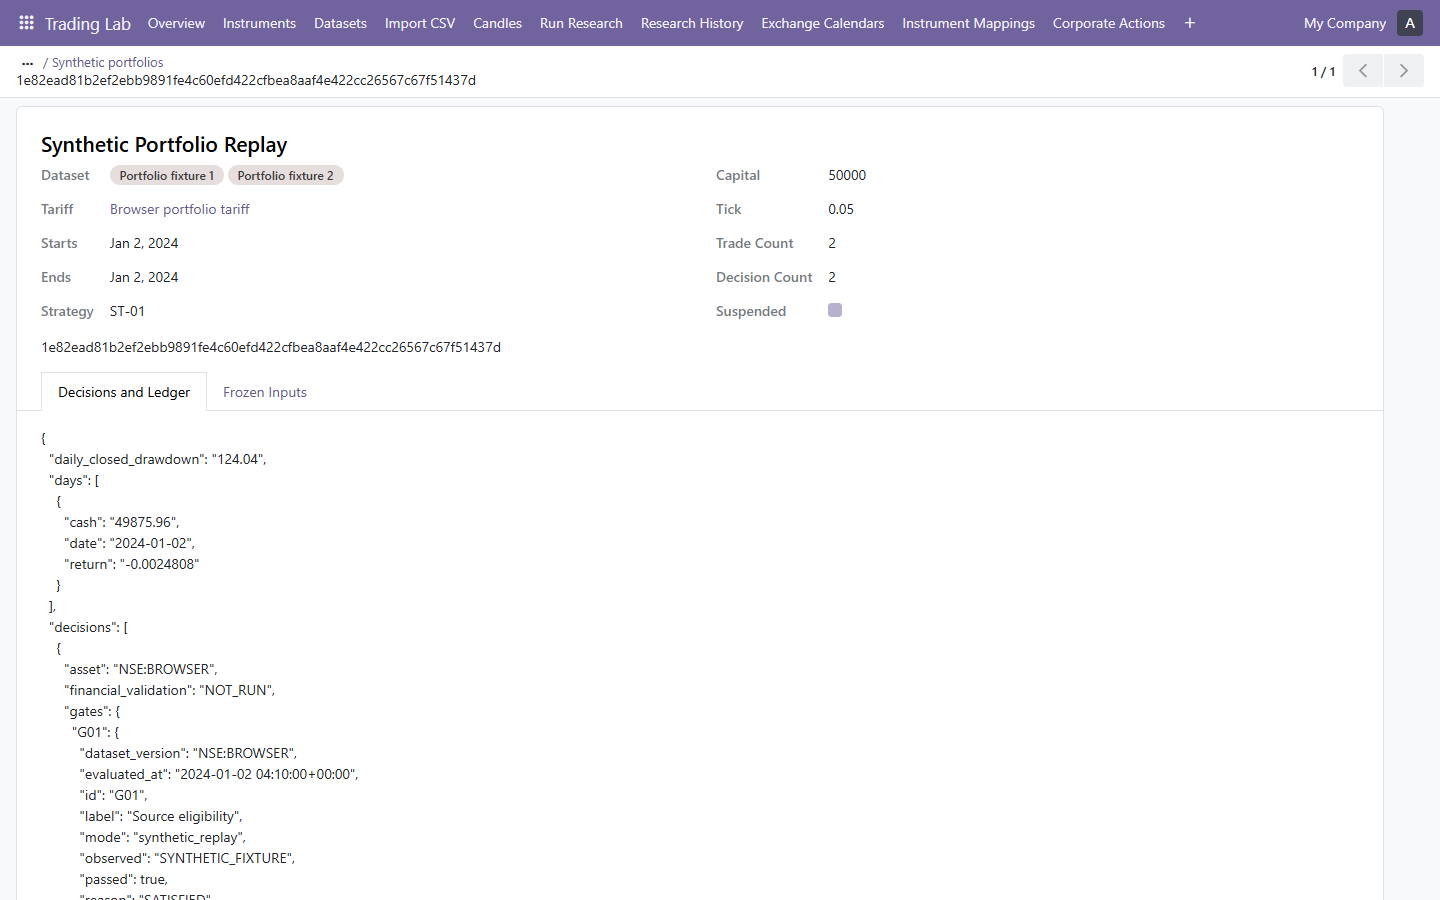 Trading Lab Overview Instruments Datasets Import CSV Candles Run Research Research History Exchange Calendars Instrument Mappings Corporate Actions + My Company A
... / Synthetic portfolios
1e82ead81b2ef2ebb9891fe4c60efd422cfbea8aaf4e422cc26567c67f51437d
1 / 1
Synthetic Portfolio Replay
Dataset Portfolio fixture 1 Portfolio fixture 2
Capital 50000
Tariff Browser portfolio tariff
Tick 0.05
Starts Jan 2, 2024
Trade Count 2
Ends Jan 2, 2024
Decision Count 2
Strategy ST-01
Suspended
1e82ead81b2ef2ebb9891fe4c60efd422cfbea8aaf4e422cc26567c67f51437d
Decisions and Ledger Frozen Inputs
{
"daily_closed_drawdown": "124.04",
"days": [
{
"cash": "49875.96",
"date": "2024-01-02",
"return": "-0.0024808"
}
],
"decisions": [
{
"asset": "NSE:BROWSER",
"financial_validation": "NOT_RUN",
"gates": {
"G01": {
"dataset_version": "NSE:BROWSER",
"evaluated_at": "2024-01-02 04:10:00+00:00",
"id": "G01",
"label": "Source eligibility",
"mode": "synthetic_replay",
"observed": "SYNTHETIC_FIXTURE",
"passed": true,
"reason": "SATISFIED"